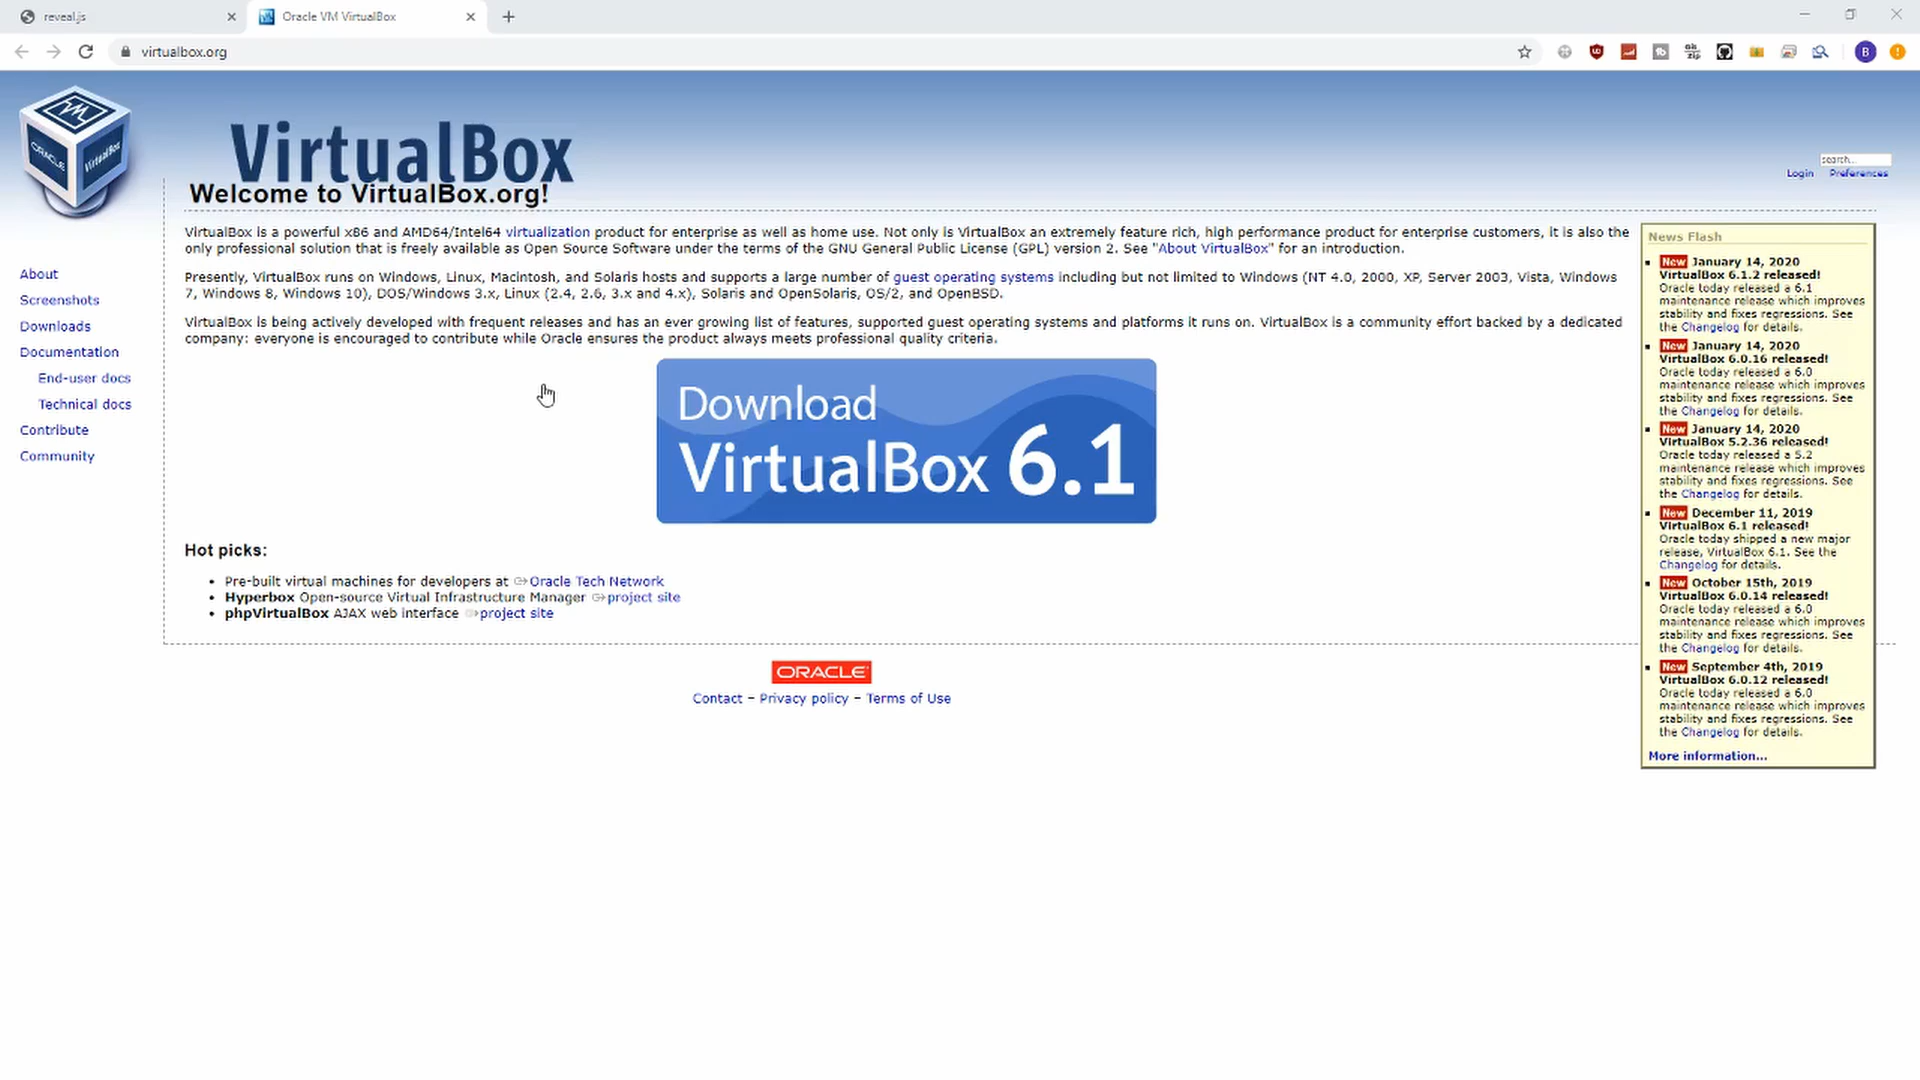 reveal.js
Oracle VM VirtualBox
virtualbox.org
B
ORACLE
VirtualBox
VirtualBox
Welcome to VirtualBox.org!
search...
Login Preferences
About
Screenshots
Downloads
Documentation
End-user docs
Technical docs
Contribute
Community
VirtualBox is a powerful x86 and AMD64/Intel64 virtualization product for enterprise as well as home use. Not only is VirtualBox an extremely feature rich, high performance product for enterprise customers, it is also the
only professional solution that is freely available as Open Source Software under the terms of the GNU General Public License (GPL) version 2. See "About VirtualBox" for an introduction.
Presently, VirtualBox runs on Windows, Linux, Macintosh, and Solaris hosts and supports a large number of guest operating systems including but not limited to Windows (NT 4.0, 2000, XP, Server 2003, Vista, Windows
7, Windows 8, Windows 10), DOS/Windows 3.x, Linux (2.4, 2.6, 3.x and 4.x), Solaris and OpenSolaris, OS/2, and OpenBSD.
VirtualBox is being actively developed with frequent releases and has an ever growing list of features, supported guest operating systems and platforms it runs on. VirtualBox is a community effort backed by a dedicated
company: everyone is encouraged to contribute while Oracle ensures the product always meets professional quality criteria.
Download
VirtualBox 6.1
Hot picks:
Pre-built virtual machines for developers at Oracle Tech Network
Hyperbox Open-source Virtual Infrastructure Manager project site
phpVirtualBox AJAX web interface project site
News Flash
New January 14, 2020
VirtualBox 6.1.2 released!
Oracle today released a 6.1
maintenance release which improves
stability and fixes regressions. See
the Changelog for details.
New January 14, 2020
VirtualBox 6.0.16 released!
Oracle today released a 6.0
maintenance release which improves
stability and fixes regressions. See
the Changelog for details.
New January 14, 2020
VirtualBox 5.2.36 released!
Oracle today released a 5.2
maintenance release which improves
stability and fixes regressions. See
the Changelog for details.
New December 11, 2019
VirtualBox 6.1 released!
Oracle today shipped a new major
release, VirtualBox 6.1. See the
Changelog for details.
New October 15th, 2019
VirtualBox 6.0.14 released!
Oracle today released a 6.0
maintenance release which improves
stability and fixes regressions. See
the Changelog for details.
New September 4th, 2019
VirtualBox 6.0.12 released!
Oracle today released a 6.0
maintenance release which improves
stability and fixes regressions. See
the Changelog for details.
More information...
ORACLE
Contact – Privacy policy – Terms of Use